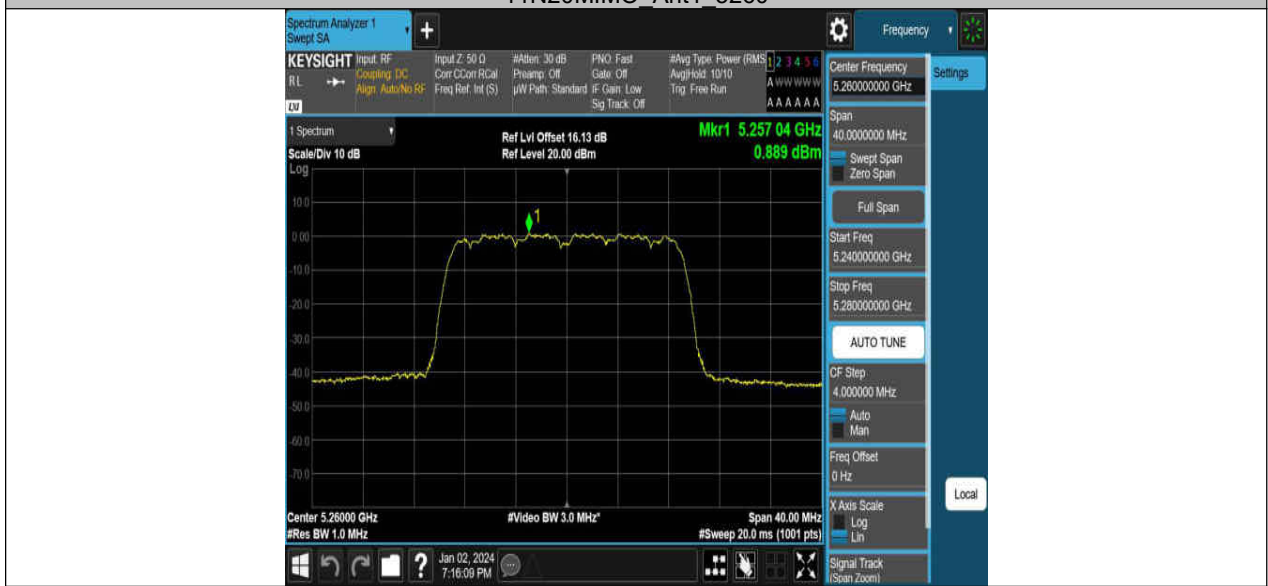 11N20MIMO_Ant1_5260
Spectrum Analyzer 1
Swept SA
Frequency
KEYSIGHT
RL
LXI
Input: RF
Coupling: DC
Align: Auto/No RF
Input Z: 50 Ω
Corr CCorr RCal
Freq Ref: Int (S)
#Atten: 30 dB
Preamp: Off
µW Path: Standard
PNO: Fast
Gate: Off
IF Gain: Low
Sig Track: Off
#Avg Type: Power (RMS
Avg|Hold: 10/10
Trig: Free Run
1 2 3 4 5 6
A W W W W W
A A A A A A
1 Spectrum
Scale/Div 10 dB
Log
Ref Lvl Offset 16.13 dB
Ref Level 20.00 dBm
Mkr1 5.257 04 GHz
0.889 dBm
1
10.0
0.00
-10.0
-20.0
-30.0
-40.0
-50.0
-60.0
-70.0
Center 5.26000 GHz
#Res BW 1.0 MHz
#Video BW 3.0 MHz*
Span 40.00 MHz
#Sweep 20.0 ms (1001 pts)
Jan 02, 2024
7:16:09 PM
Center Frequency
5.260000000 GHz
Settings
Span
40.0000000 MHz
Swept Span
Zero Span
Full Span
Start Freq
5.240000000 GHz
Stop Freq
5.280000000 GHz
AUTO TUNE
CF Step
4.000000 MHz
Auto
Man
Freq Offset
0 Hz
X Axis Scale
Log
Lin
Local
Signal Track
(Span Zoom)